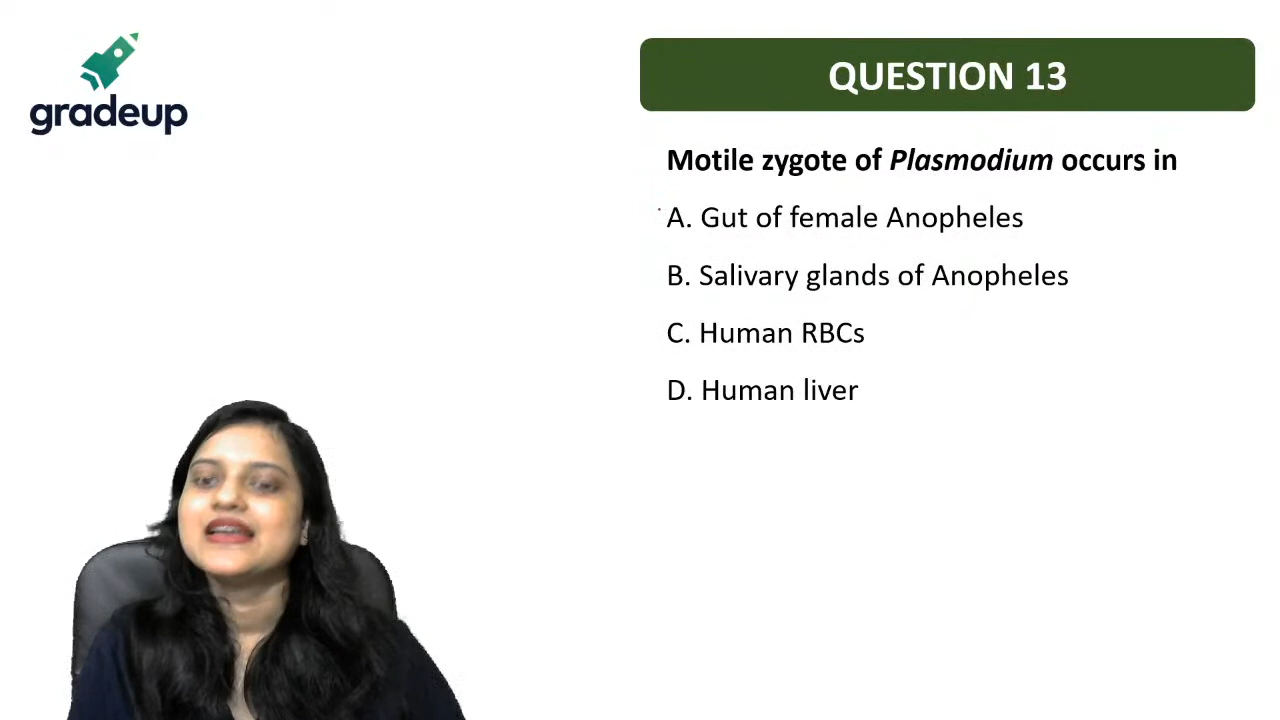 gradeup
QUESTION 13
Motile zygote of Plasmodium occurs in
A. Gut of female Anopheles
B. Salivary glands of Anopheles
C. Human RBCs
D. Human liver